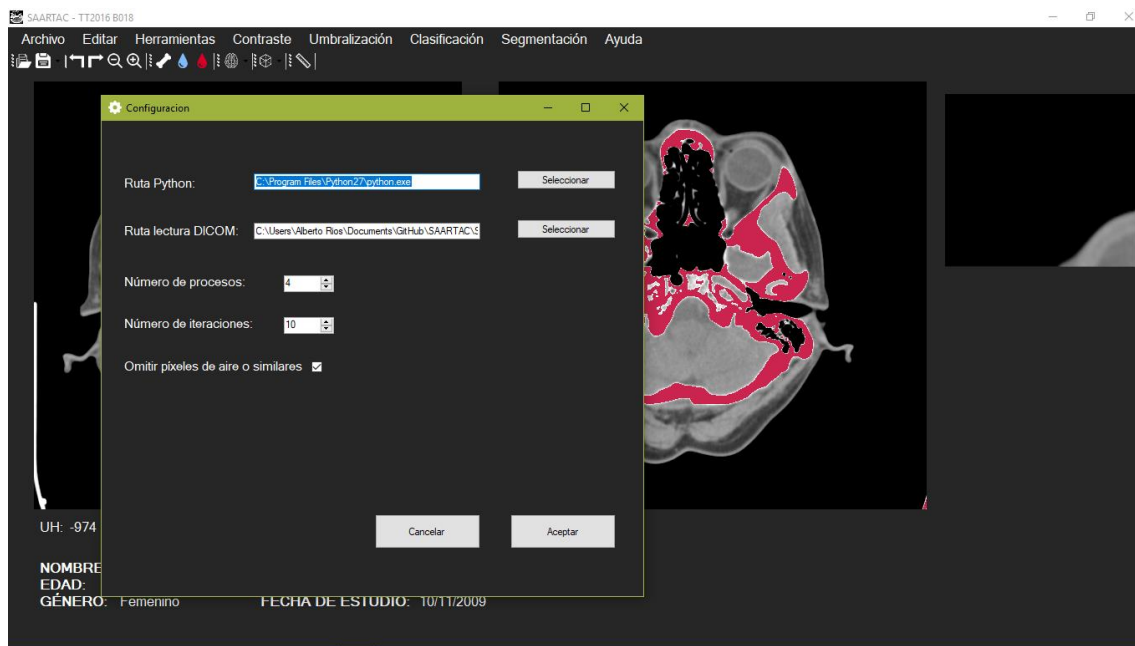 SAARTAC - TT2016 B018
Archivo Editar Herramientas Contraste Umbralización Clasificación Segmentación Ayuda
Configuracion
Ruta Python: C:\Program Files\Python27\python.exe Seleccionar
Ruta lectura DICOM: C:\Users\Alberto Rios\Documents\GitHub\SAARTAC\S Seleccionar
Número de procesos: 4
Número de iteraciones: 10
Omitir píxeles de aire o similares
Cancelar Aceptar
UH: -974
NOMBRE
EDAD:
GÉNERO: Femenino FECHA DE ESTUDIO: 10/11/2009